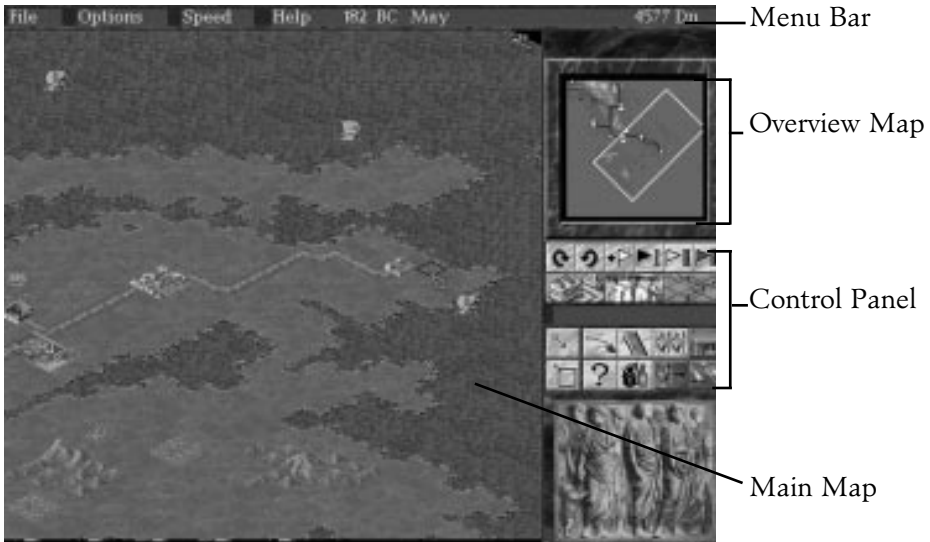 File Options Speed Help 182 BC May 4577 Dn
Menu Bar
Overview Map
Control Panel
?
Main Map